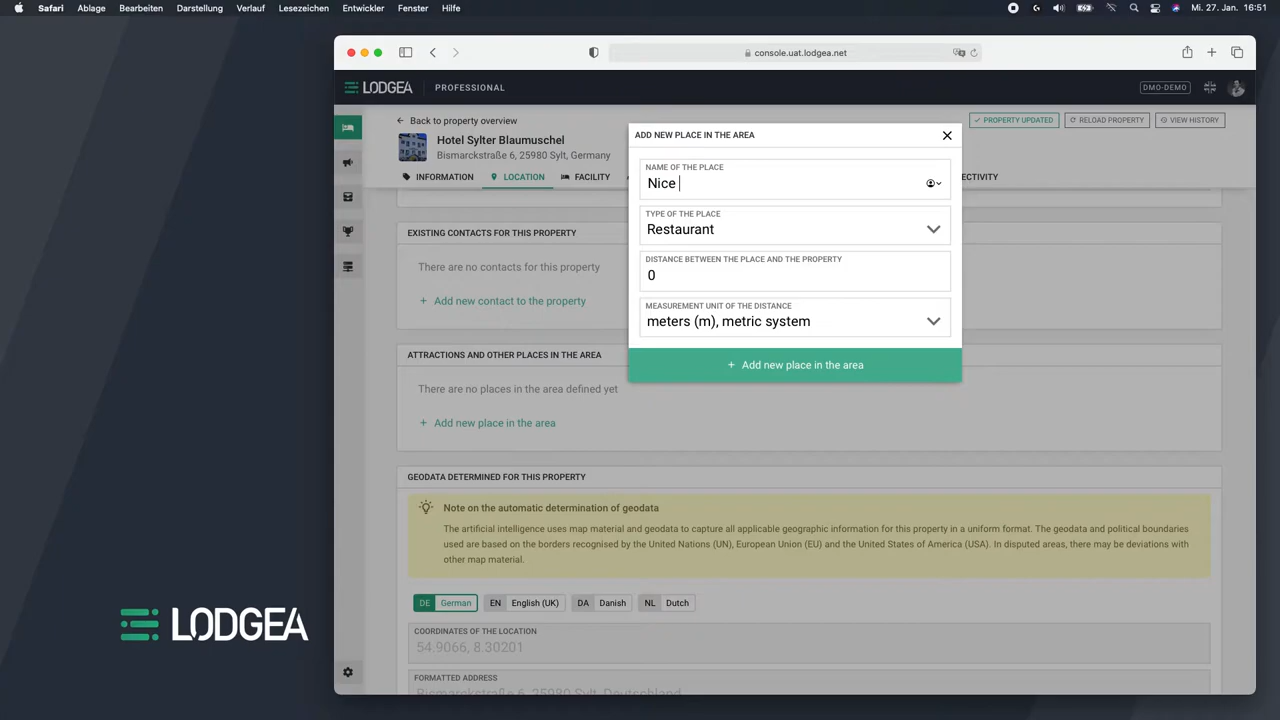 Safari Ablage Bearbeiten Darstellung Verlauf Lesezeichen Entwickler Fenster Hilfe Mi. 27. Jan. 16:51
console.uat.lodgea.net
LODGEA PROFESSIONAL DMO-DEMO
Back to property overview
PROPERTY UPDATED RELOAD PROPERTY VIEW HISTORY
Hotel Sylter Blaumuschel
Bismarckstraße 6, 25980 Sylt, Germany
INFORMATION LOCATION FACILITY ECTIVITY
ADD NEW PLACE IN THE AREA
NAME OF THE PLACE
Nice
TYPE OF THE PLACE
Restaurant
DISTANCE BETWEEN THE PLACE AND THE PROPERTY
0
MEASUREMENT UNIT OF THE DISTANCE
meters (m), metric system
+ Add new place in the area
EXISTING CONTACTS FOR THIS PROPERTY
There are no contacts for this property
+ Add new contact to the property
ATTRACTIONS AND OTHER PLACES IN THE AREA
There are no places in the area defined yet
+ Add new place in the area
GEODATA DETERMINED FOR THIS PROPERTY
Note on the automatic determination of geodata
The artificial intelligence uses map material and geodata to capture all applicable geographic information for this property in a uniform format. The geodata and political boundaries
used are based on the borders recognised by the United Nations (UN), European Union (EU) and the United States of America (USA). In disputed areas, there may be deviations with
other map material.
DE German EN English (UK) DA Danish NL Dutch
COORDINATES OF THE LOCATION
54.9066, 8.30201
FORMATTED ADDRESS
Bismarckstraße 6, 25980 Sylt, Deutschland
LODGEA